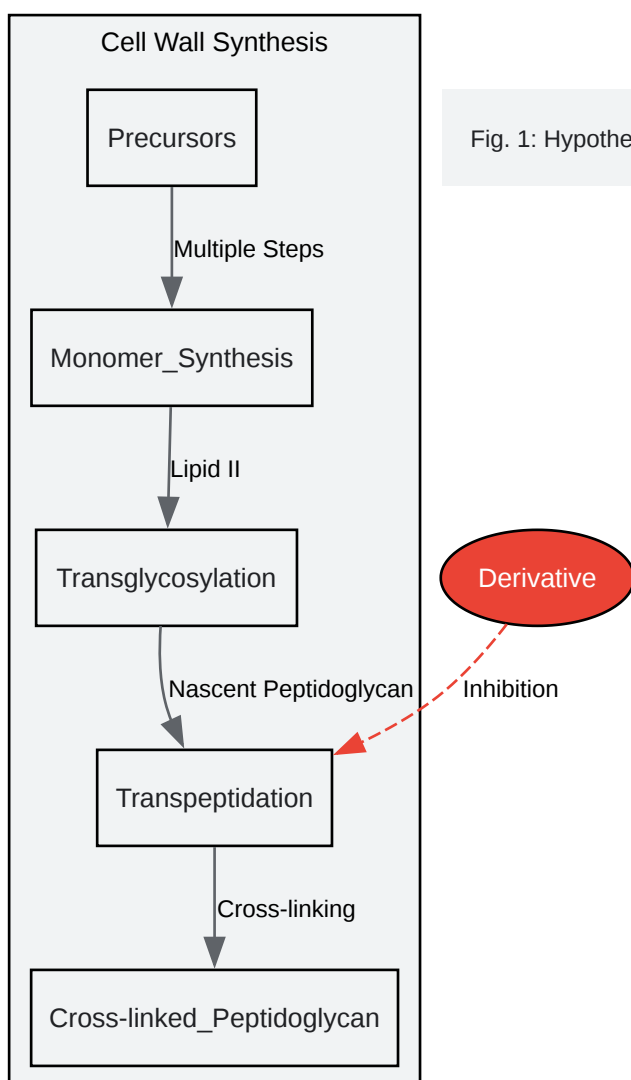 Cell Wall Synthesis
Precursors
Fig. 1: Hypothe
Multiple Steps
Monomer_Synthesis
Lipid II
Transglycosylation
Derivative
Nascent Peptidoglycan
Inhibition
Transpeptidation
Cross-linking
Cross-linked_Peptidoglycan